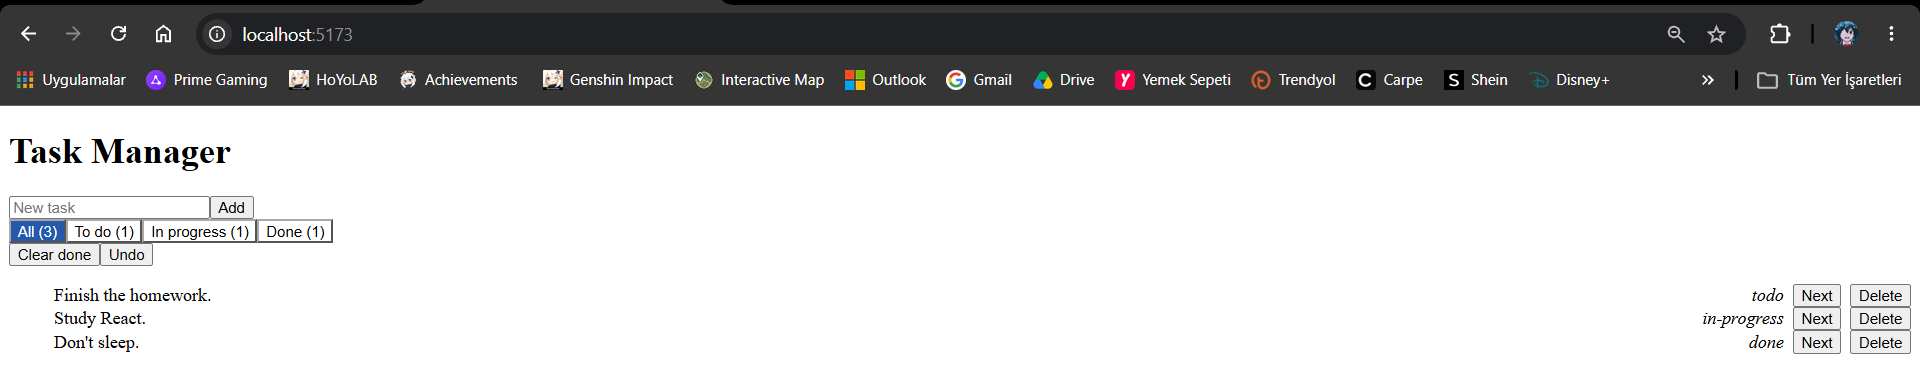 localhost:5173
Uygulamalar Prime Gaming HoYoLAB Achievements Genshin Impact Interactive Map Outlook Gmail Drive Yemek Sepeti Trendyol Carpe Shein Disney+ » Tüm Yer İşaretleri
Task Manager
New task Add
All (3) To do (1) In progress (1) Done (1)
Clear done Undo
Finish the homework. todo Next Delete
Study React. in-progress Next Delete
Don't sleep. done Next Delete